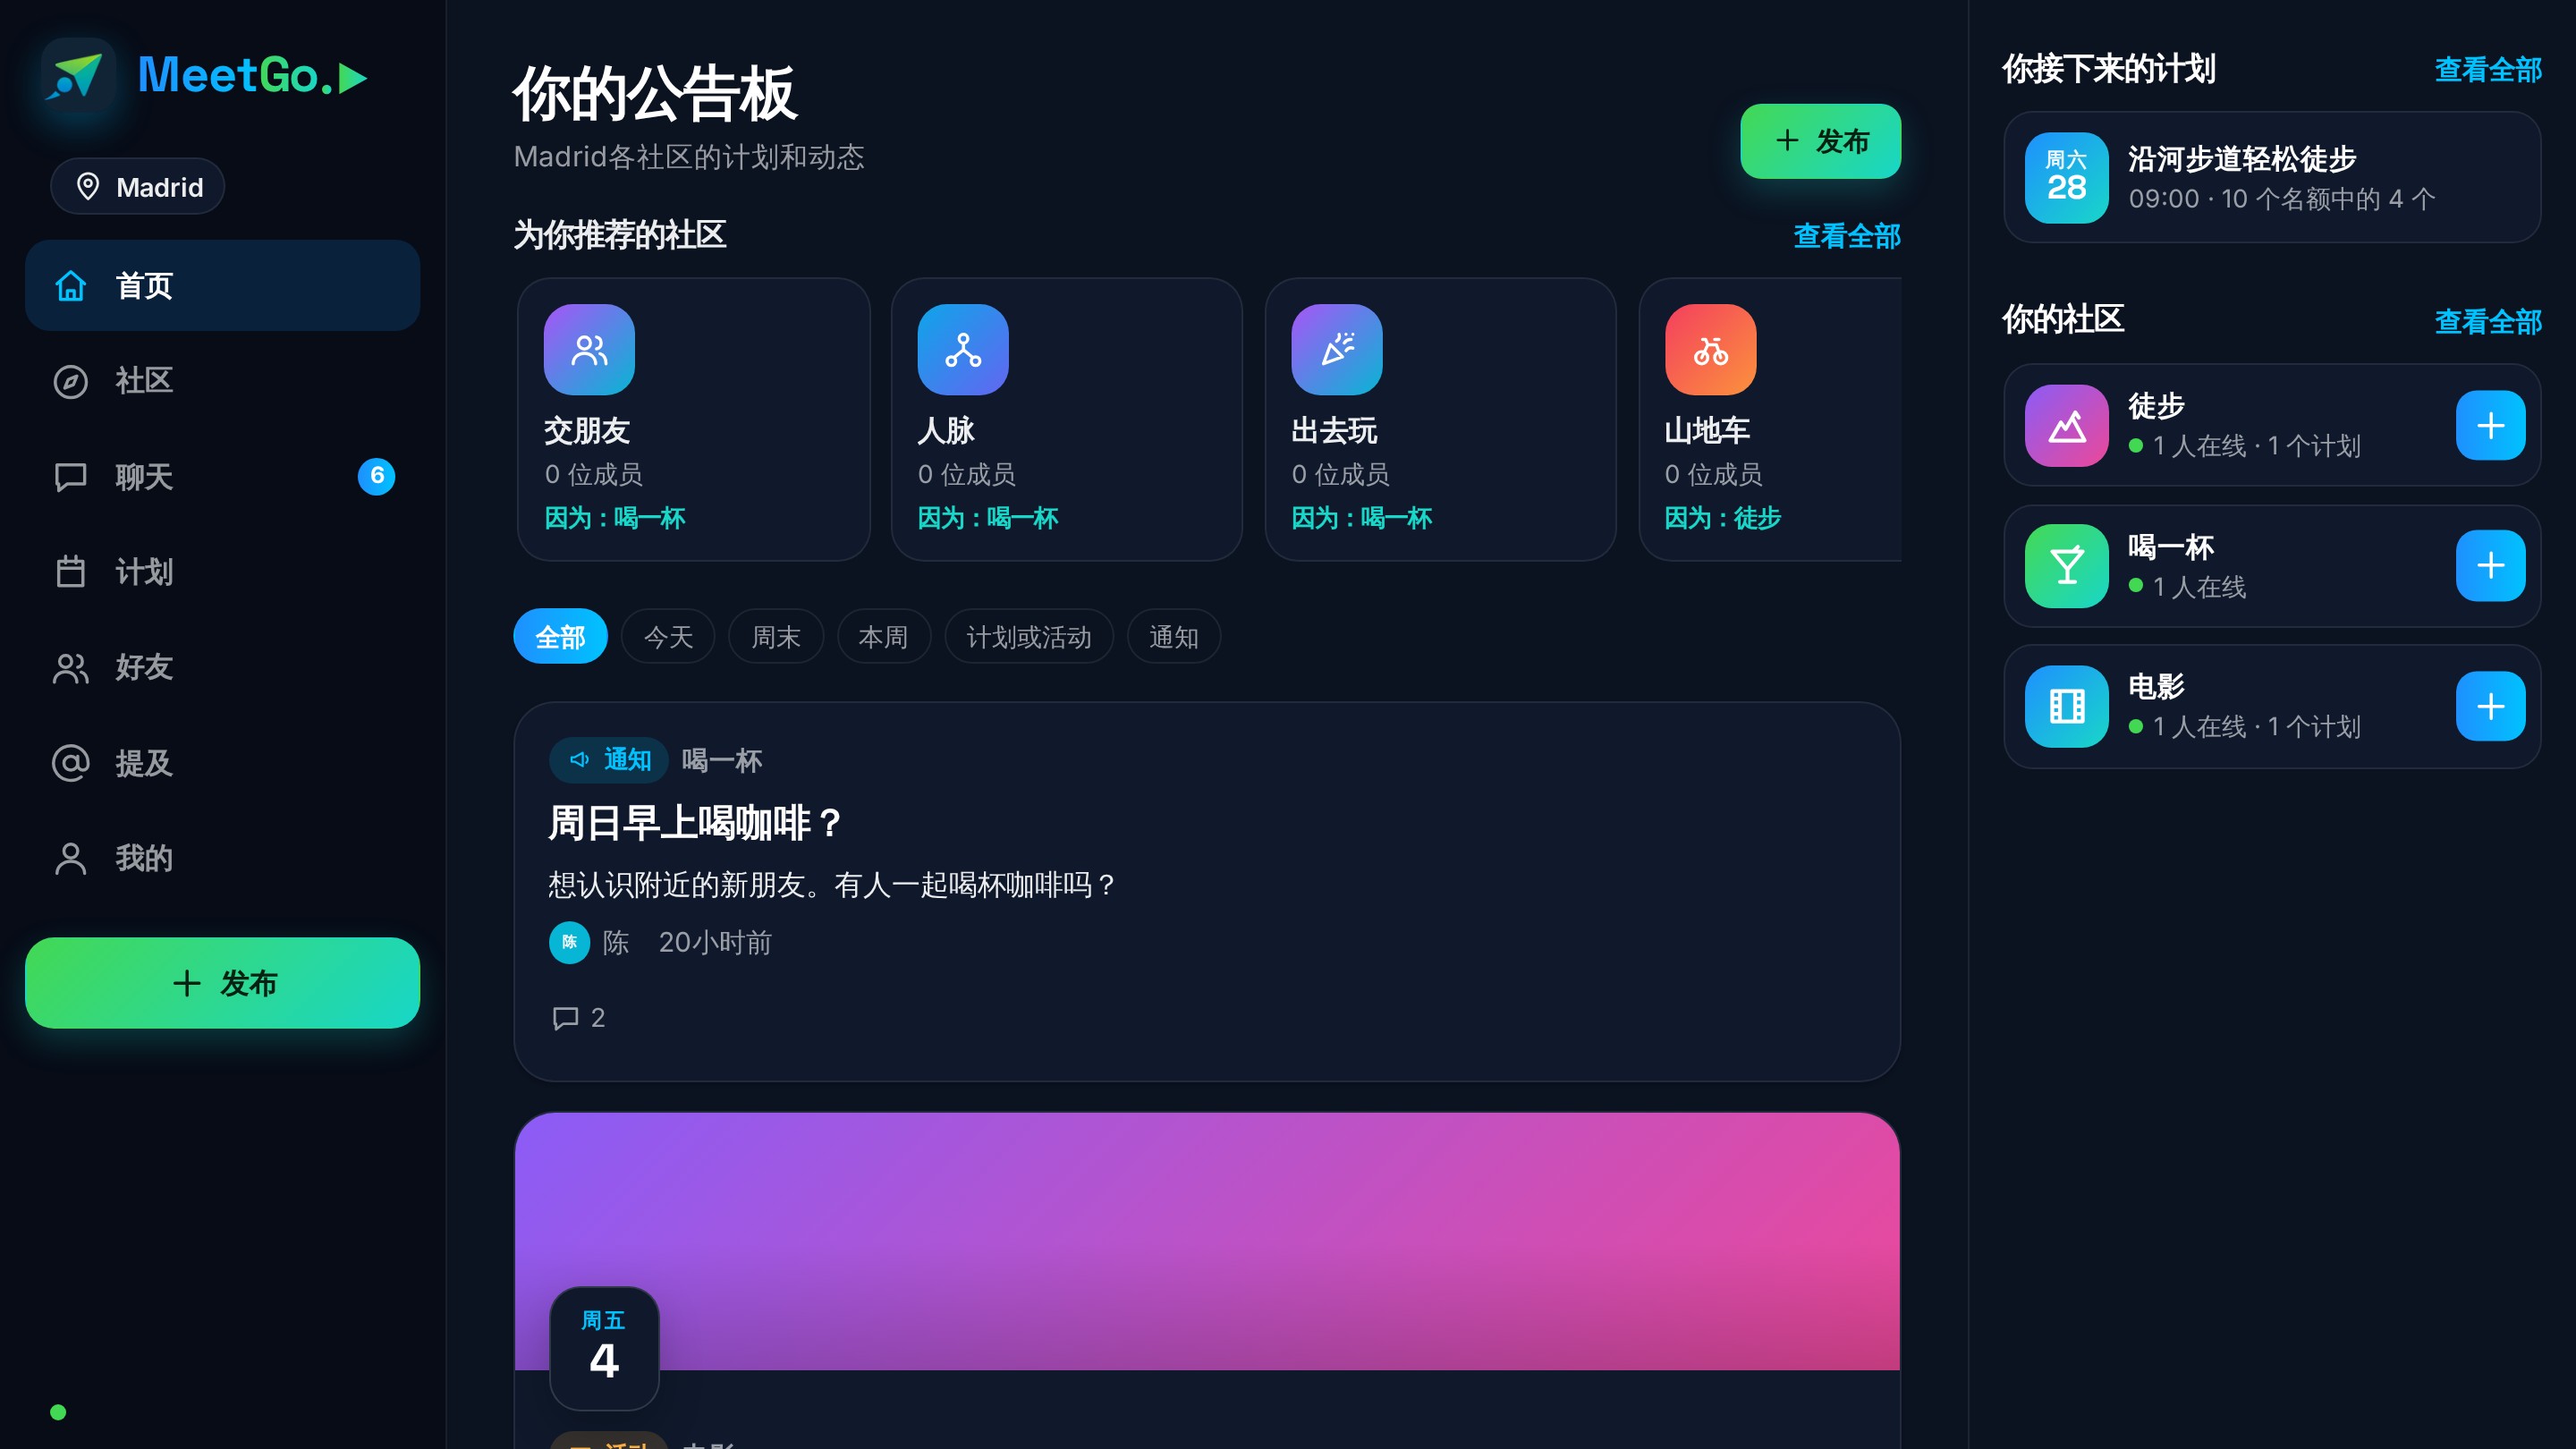 MeetGo.
Madrid
首页
社区
聊天
6
计划
好友
提及
我的
发布
你的公告板
Madrid各社区的计划和动态
发布
为你推荐的社区
查看全部
交朋友
0 位成员
因为：喝一杯
人脉
0 位成员
因为：喝一杯
出去玩
0 位成员
因为：喝一杯
山地车
0 位成员
因为：徒步
全部
今天
周末
本周
计划或活动
通知
通知 喝一杯
周日早上喝咖啡？
想认识附近的新朋友。有人一起喝杯咖啡吗？
陈 陈 20小时前
2
周五
4
你接下来的计划
查看全部
周六
28
沿河步道轻松徒步
09:00 · 10 个名额中的 4 个
你的社区
查看全部
徒步
1 人在线 · 1 个计划
喝一杯
1 人在线
电影
1 人在线 · 1 个计划